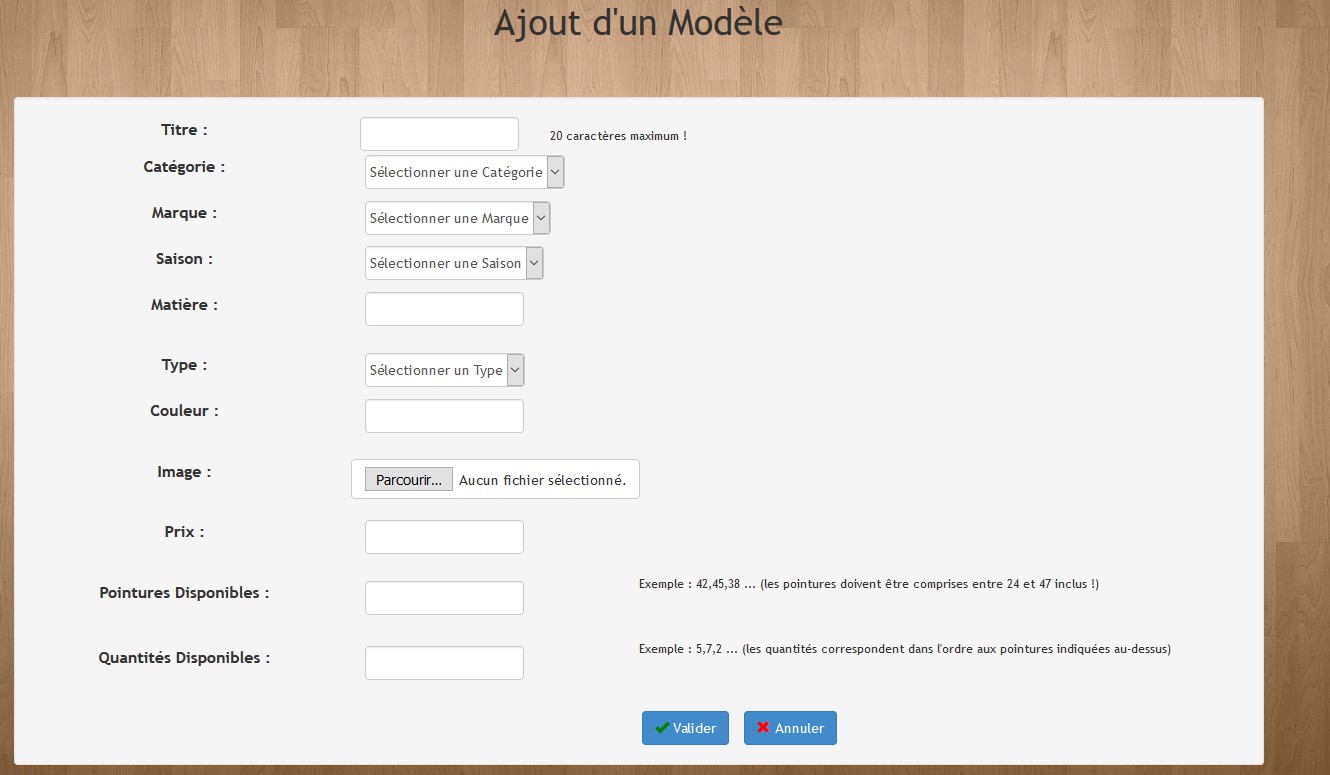 Ajout d'un Modèle
Titre :
20 caractères maximum !
Catégorie :
Sélectionner une Catégorie
Marque :
Sélectionner une Marque
Saison :
Sélectionner une Saison
Matière :
Type :
Sélectionner un Type
Couleur :
Image :
Parcourir... Aucun fichier sélectionné.
Prix :
Pointures Disponibles :
Exemple : 42,45,38 ... (les pointures doivent être comprises entre 24 et 47 inclus !)
Quantités Disponibles :
Exemple : 5,7,2 ... (les quantités correspondent dans l'ordre aux pointures indiquées au-dessus)
Valider
Annuler